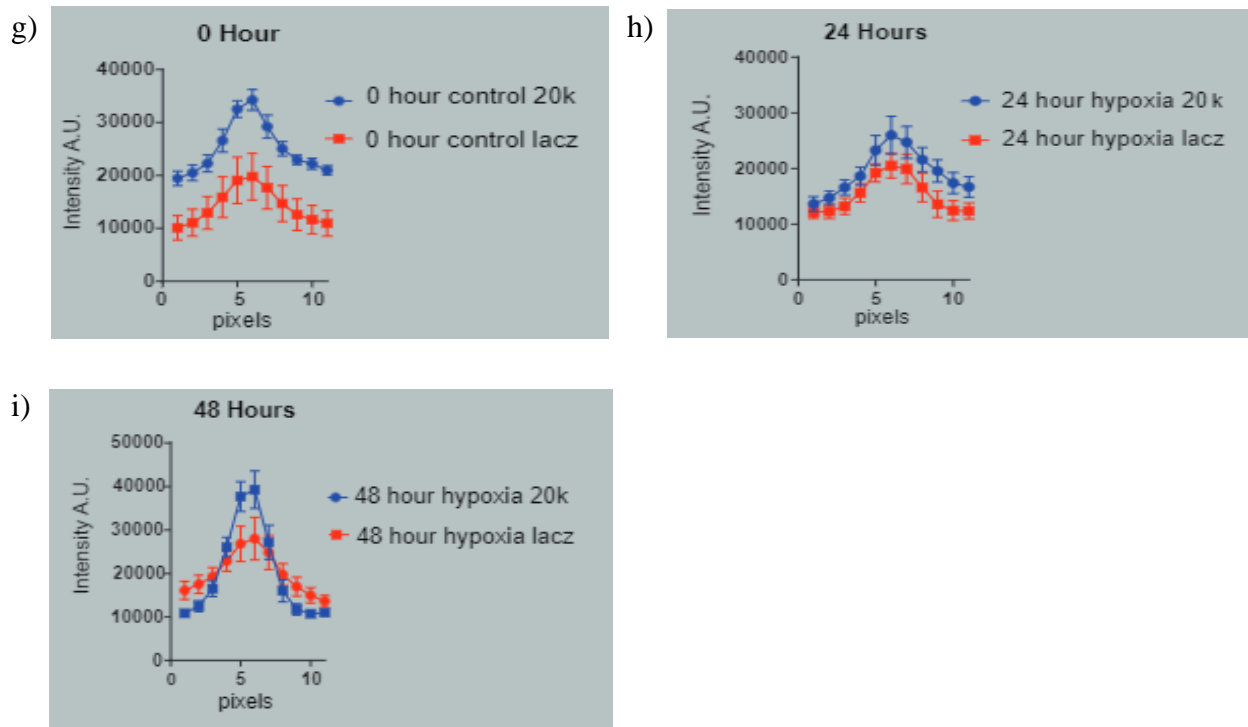 g)
0 Hour
40000
30000
20000
10000
0
Intensity A.U.
0 5 10
pixels
0 hour control 20k
0 hour control lacz
h)
24 Hours
40000
30000
20000
10000
0
Intensity A.U.
0 5 10
pixels
24 hour hypoxia 20k
24 hour hypoxia lacz
i)
48 Hours
50000
40000
30000
20000
10000
0
Intensity A.U.
0 5 10
pixels
48 hour hypoxia 20k
48 hour hypoxia lacz